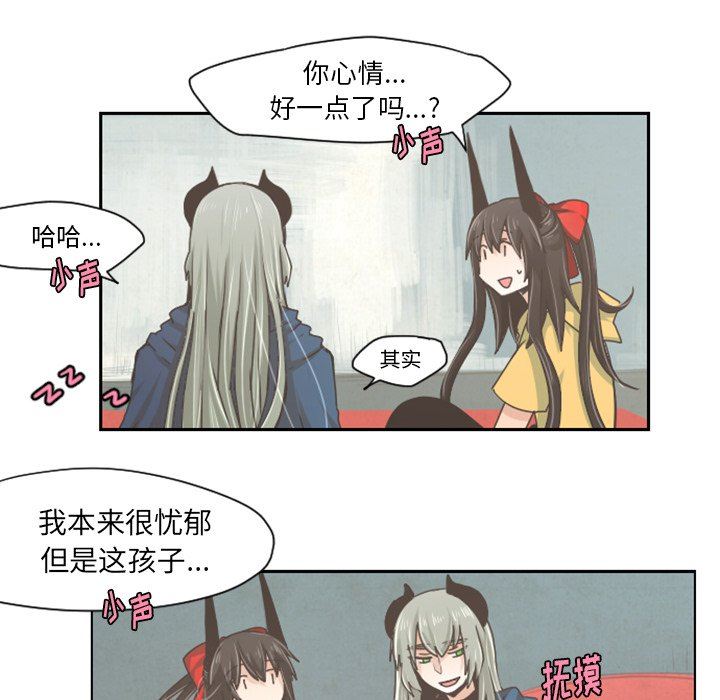 你心情...
好一点了吗...?
小声
哈哈...
小声
其实
zzz
我本来很忧郁
但是这孩子...
小声
抚摸